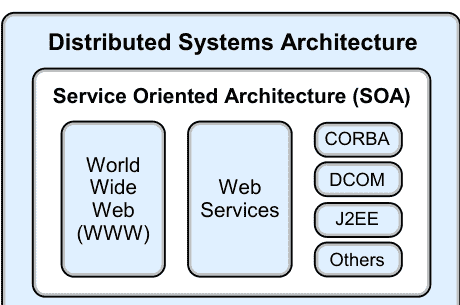 Distributed Systems Architecture
Service Oriented Architecture (SOA)
World
Wide
Web
(WWW)
Web
Services
CORBA
DCOM
J2EE
Others